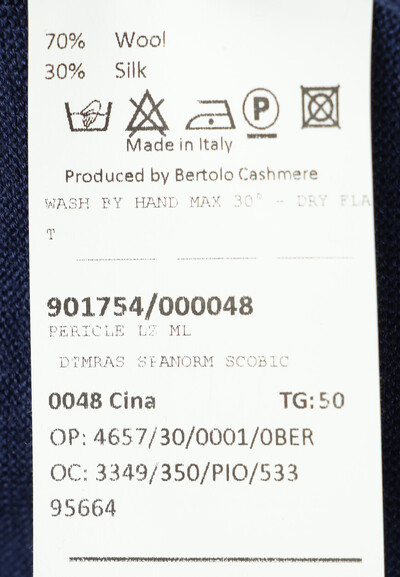 70% Wool
30% Silk
P
Made in Italy
Produced by Bertolo Cashmere
WASH BY HAND MAX 30° - DRY FLA
T
901754/000048
PERICLE LZ ML
DTMRAS SFANORM SCOBIC
0048 Cina TG:50
OP: 4657/30/0001/0BER
OC: 3349/350/PIO/533
95664